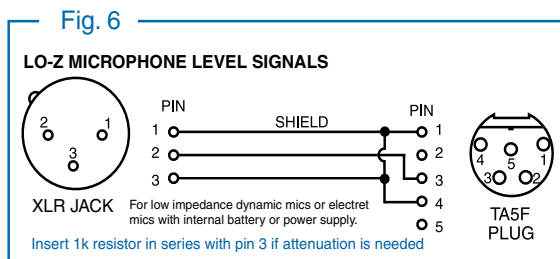 Fig. 6
LO-Z MICROPHONE LEVEL SIGNALS
PIN
PIN
2
1
3
1
SHIELD
1
2
2
3
3
4
5
4
5
1
3
2
XLR JACK
For low impedance dynamic mics or electret
mics with internal battery or power supply.
TA5F
PLUG
Insert 1k resistor in series with pin 3 if attenuation is needed